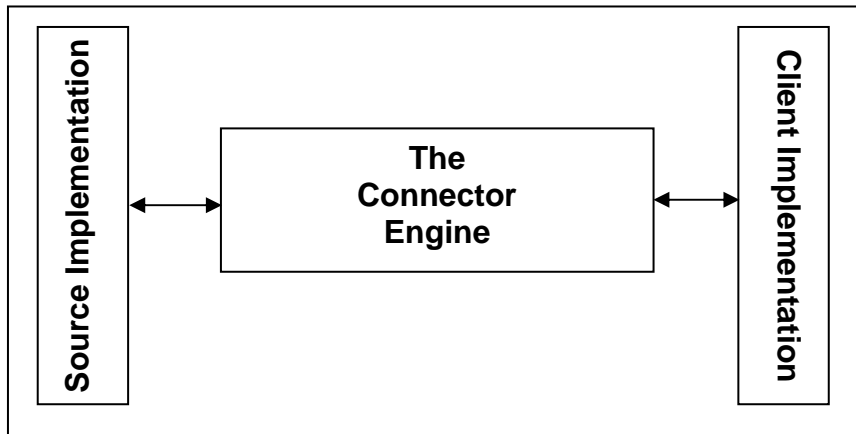 Source Implementation
The
Connector
Engine
Client Implementation